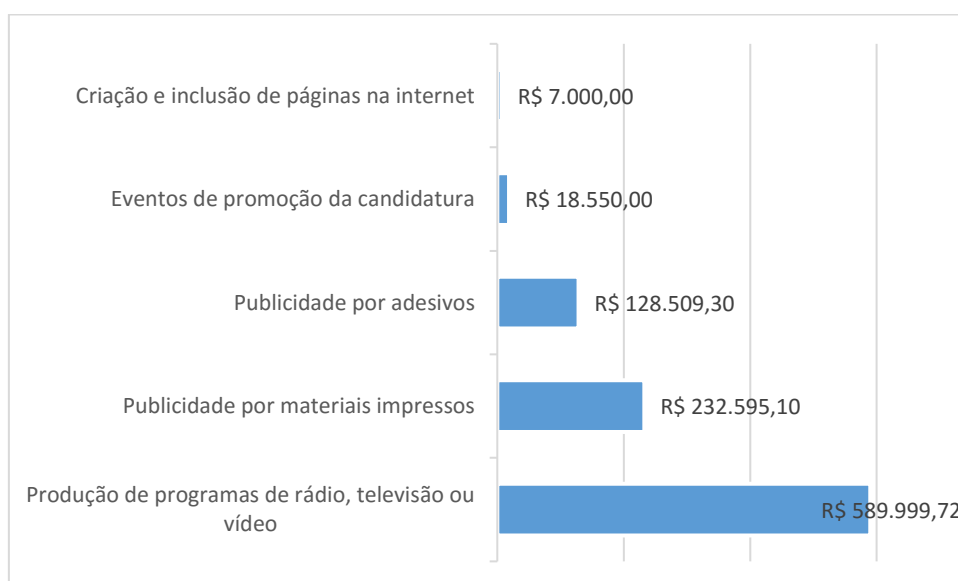 Criação e inclusão de páginas na internet
R$ 7.000,00
Eventos de promoção da candidatura
R$ 18.550,00
Publicidade por adesivos
R$ 128.509,30
Publicidade por materiais impressos
R$ 232.595,10
Produção de programas de rádio, televisão ou
vídeo
R$ 589.999,72